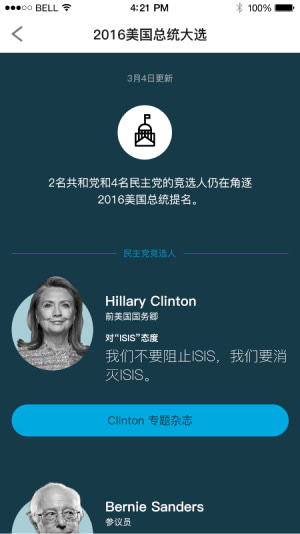 BELL 4:21 PM 100%
2016美国总统大选
3月4日更新
2名共和党和4名民主党的竞选人仍在角逐
2016美国总统提名。
民主党竞选人
Hillary Clinton
前美国国务卿
对“ISIS”态度
我们不要阻止ISIS，我们要消
灭ISIS。
Clinton 专题杂志
Bernie Sanders
参议员